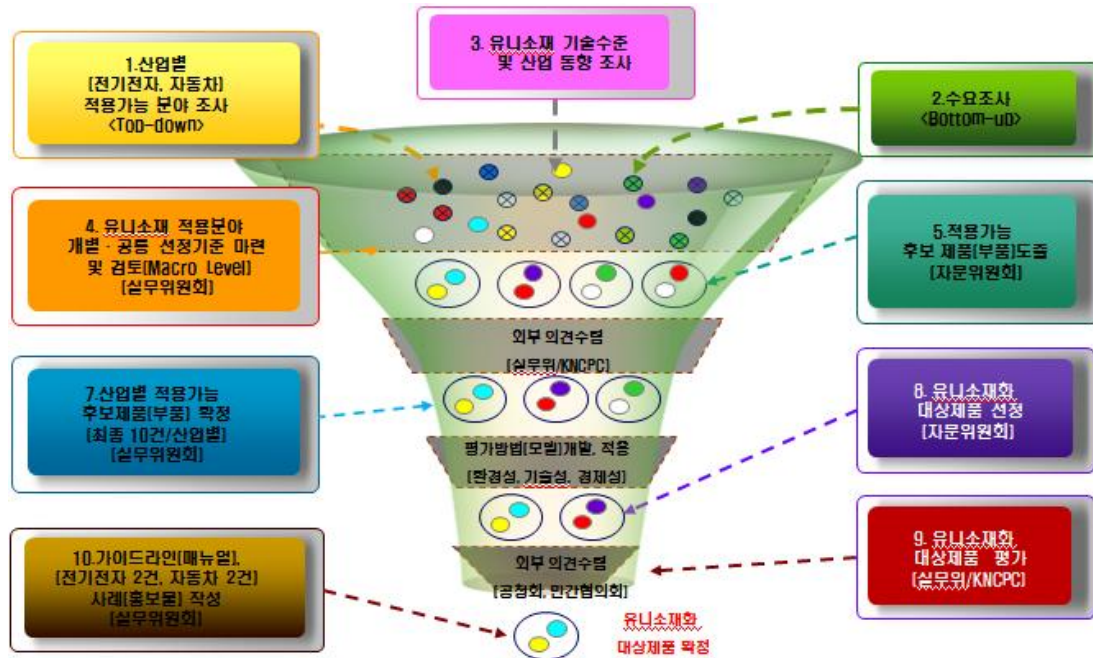 1.산업별
[전기전자, 자동차]
적용가능 분야 조사
<Top-down>
3. 유니소재 기술수준
및 산업 동향 조사
2.수요조사
<Bottom-up>
4. 유니소재 적용분야
개별·공통 선정기준 마련
및 검토[Macro Level]
[실무위원회]
5.적용가능
후보 제품[부품]도출
[자문위원회]
외부 의견수렴
[실무위/KNCPC]
7.산업별 적용가능
후보제품[부품] 확정
[최종 10건/산업별]
[실무위원회]
8. 유니소재화
대상제품 선정
[자문위원회]
평가방법[모델]개발, 적용
[환경성, 기술성, 경제성]
9. 유니소재화
대상제품 평가
[실무위/KNCPC]
10.가이드라인[매뉴얼],
[전기전자 2건, 자동차 2건]
사례[홍보물] 작성
[실무위원회]
외부 의견수렴
[공청회, 민간협의회]
유니소재화
대상제품 확정